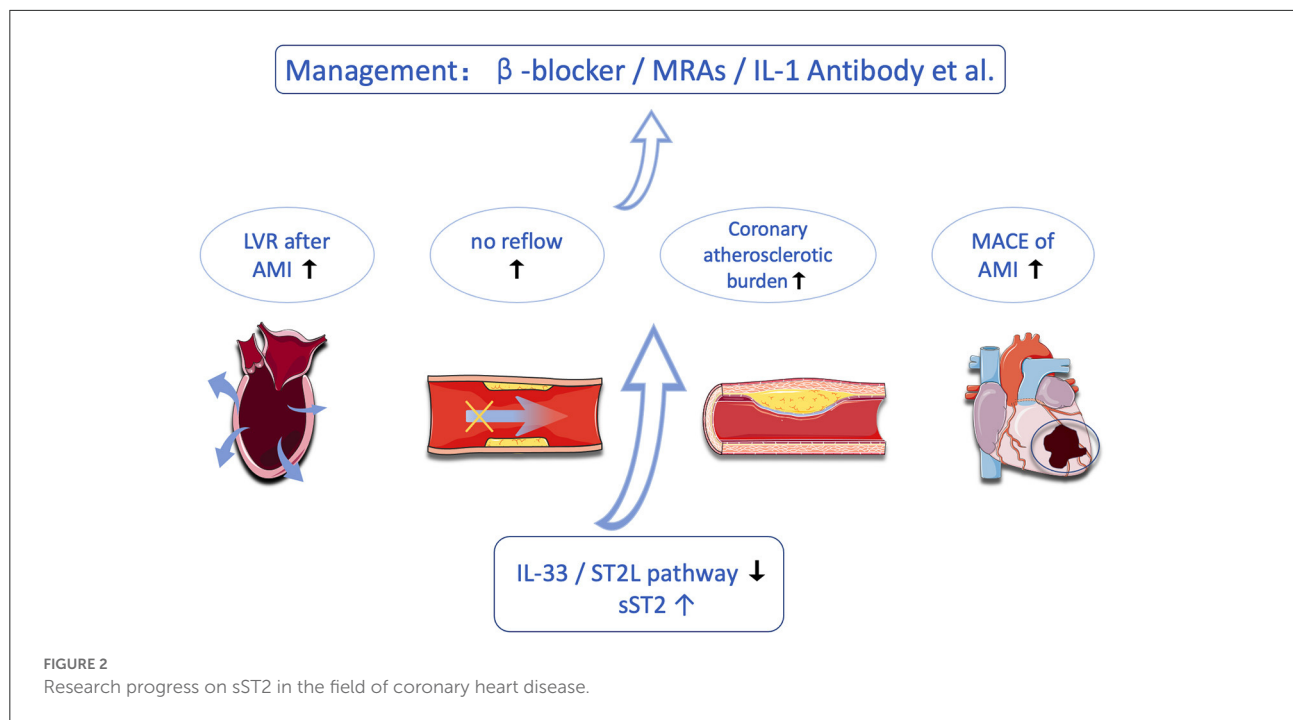 Management： β -blocker / MRAs / IL-1 Antibody et al.
LVR after
AMI ↑
no reflow
↑
Coronary
atherosclerotic
burden ↑
MACE of
AMI ↑
IL-33 / ST2L pathway ↓
sST2 ↑
FIGURE 2
Research progress on sST2 in the field of coronary heart disease.